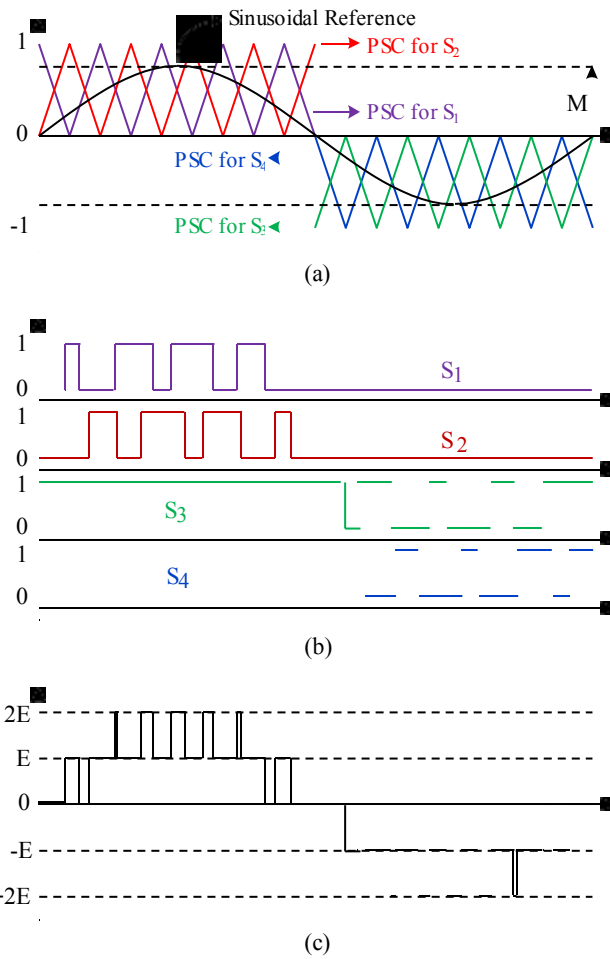 Sinusoidal Reference
1
PSC for S2
M
PSC for S1
0
PSC for S4
PSC for S3
-1
(a)
1
S1
0
1
S2
0
1
S3
0
1
S4
0
(b)
2E
E
0
-E
-2E
(c)